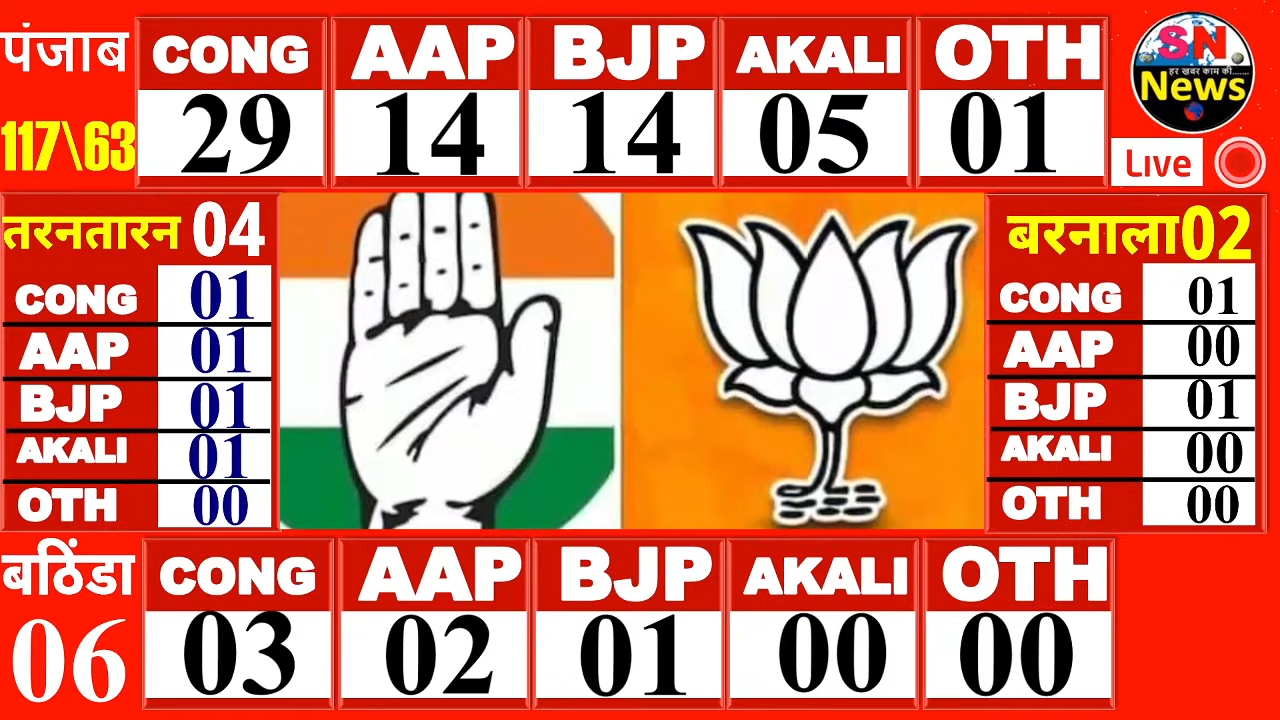 पंजाब CONG AAP BJP AKALI OTH
117\63 29 14 14 05 01
SN
हर खबर काम की.......
News
Live
तरनतारन 04
CONG 01
AAP 01
BJP 01
AKALI 01
OTH 00
बरनाला 02
CONG 01
AAP 00
BJP 01
AKALI 00
OTH 00
बठिंडा CONG AAP BJP AKALI OTH
06 03 02 01 00 00